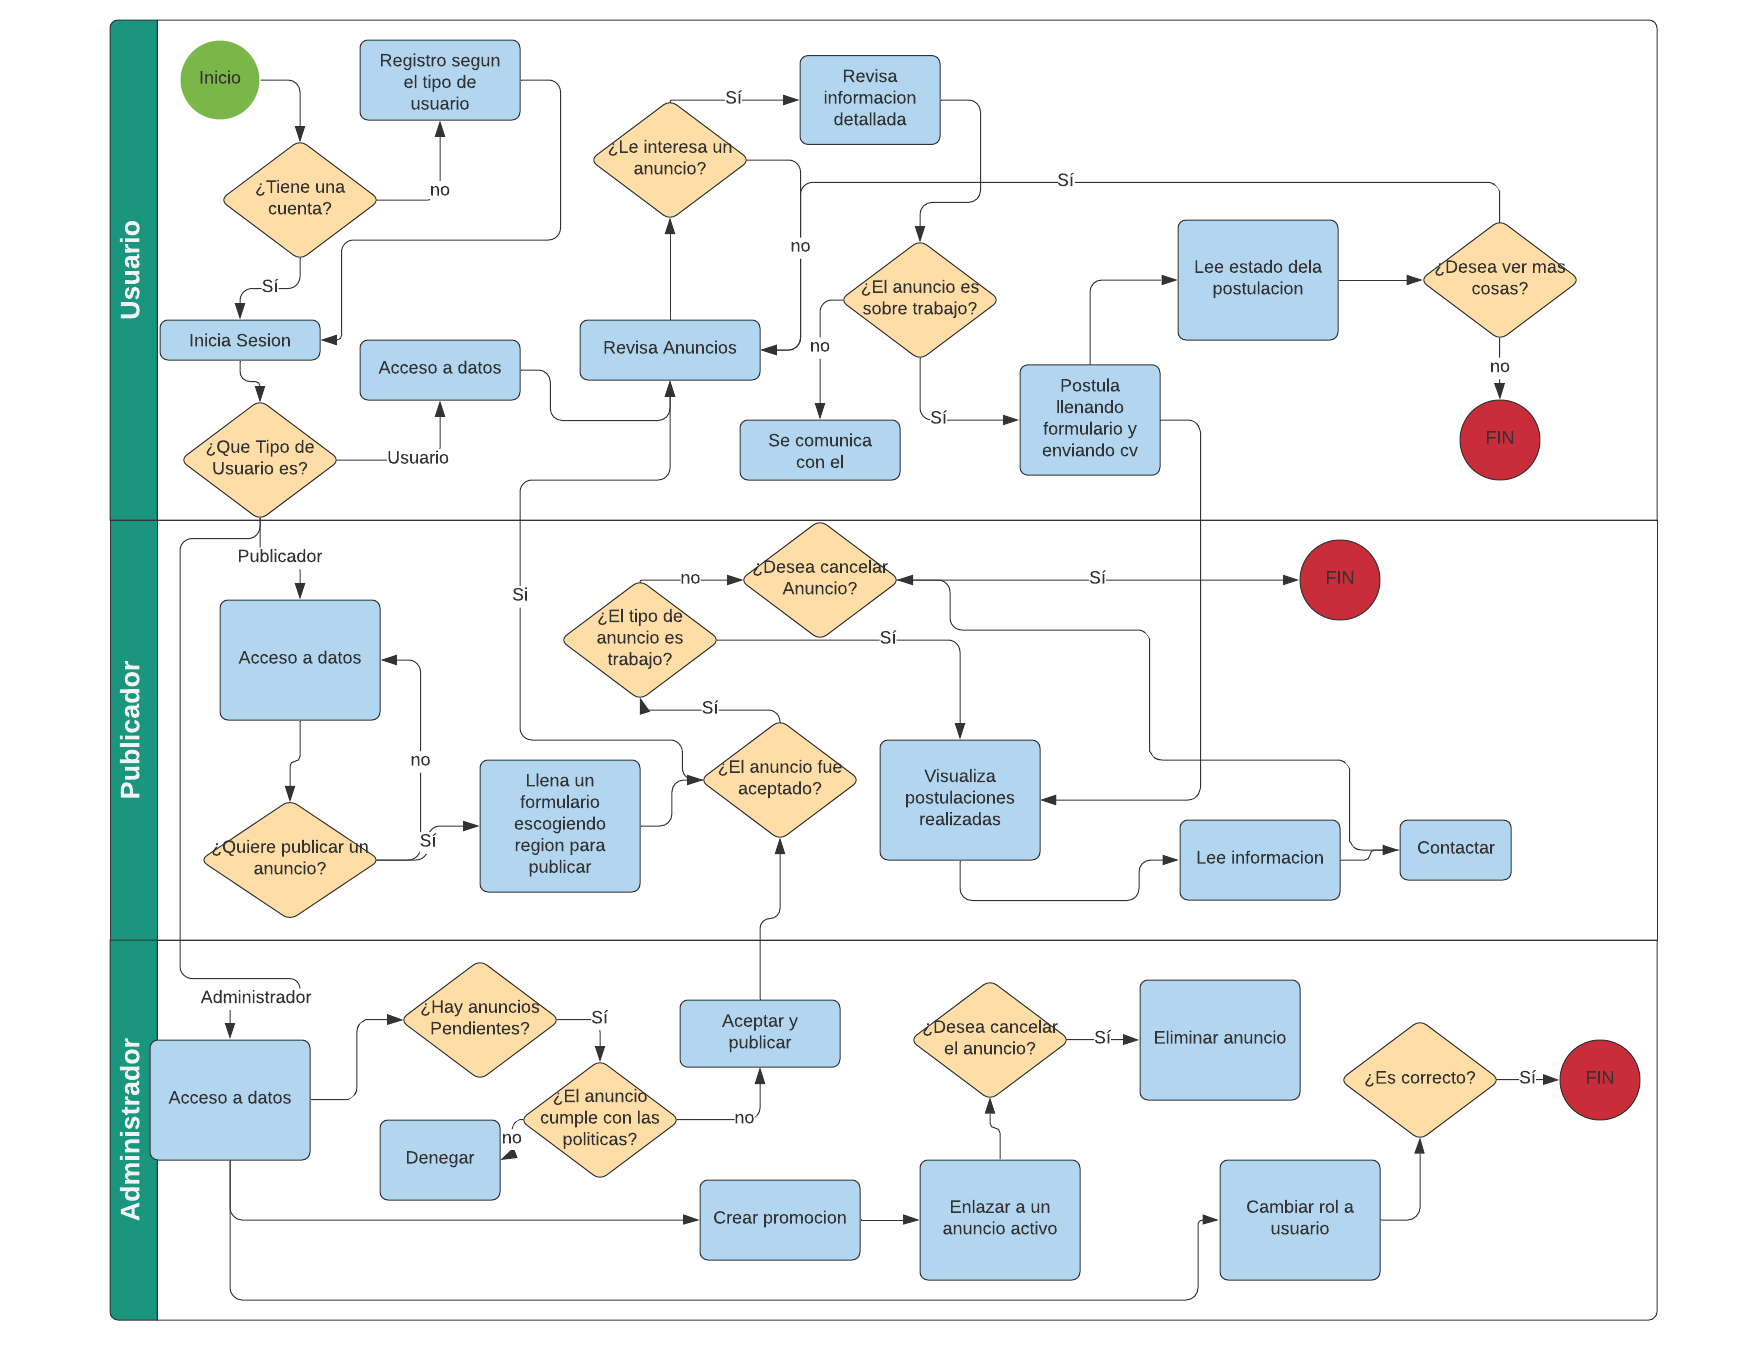 Usuario
Inicio
Registro segun
el tipo de
usuario
¿Tiene una
cuenta?
no
Sí
Inicia Sesion
¿Que Tipo de
Usuario es?
Usuario
Acceso a datos
¿Le interesa un
anuncio?
Sí
Revisa
informacion
detallada
no
Revisa Anuncios
¿El anuncio es
sobre trabajo?
no
Se comunica
con el
Sí
Postula
llenando
formulario y
enviando cv
Lee estado dela
postulacion
Sí
¿Desea ver mas
cosas?
no
FIN
Publicador
Publicador
Acceso a datos
no
¿Quiere publicar un
anuncio?
Sí
Llena un
formulario
escogiendo
region para
publicar
Si
¿El anuncio fue
aceptado?
Sí
¿El tipo de
anuncio es
trabajo?
no
¿Desea cancelar
Anuncio?
Sí
FIN
Sí
Visualiza
postulaciones
realizadas
Lee informacion
Contactar
Administrador
Administrador
Acceso a datos
¿Hay anuncios
Pendientes?
Sí
¿El anuncio
cumple con las
politicas?
no
Denegar
no
Aceptar y
publicar
Crear promocion
Enlazar a un
anuncio activo
¿Desea cancelar
el anuncio?
Sí
Eliminar anuncio
Cambiar rol a
usuario
¿Es correcto?
Sí
FIN